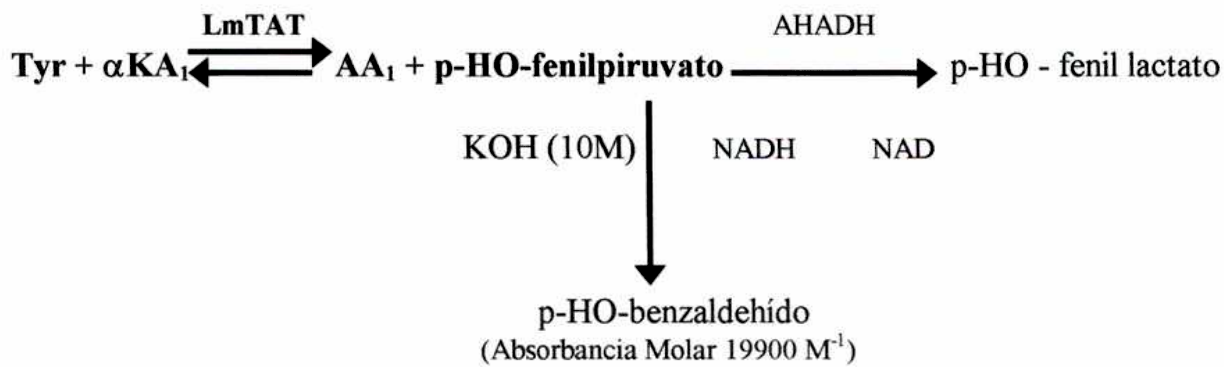 LmTAT
AHADH
Tyr + αKA₁ AA₁ + p-HO-fenilpiruvato p-HO - fenil lactato
KOH (10M) NADH NAD
p-HO-benzaldehído
(Absorbancia Molar 19900 M⁻¹)